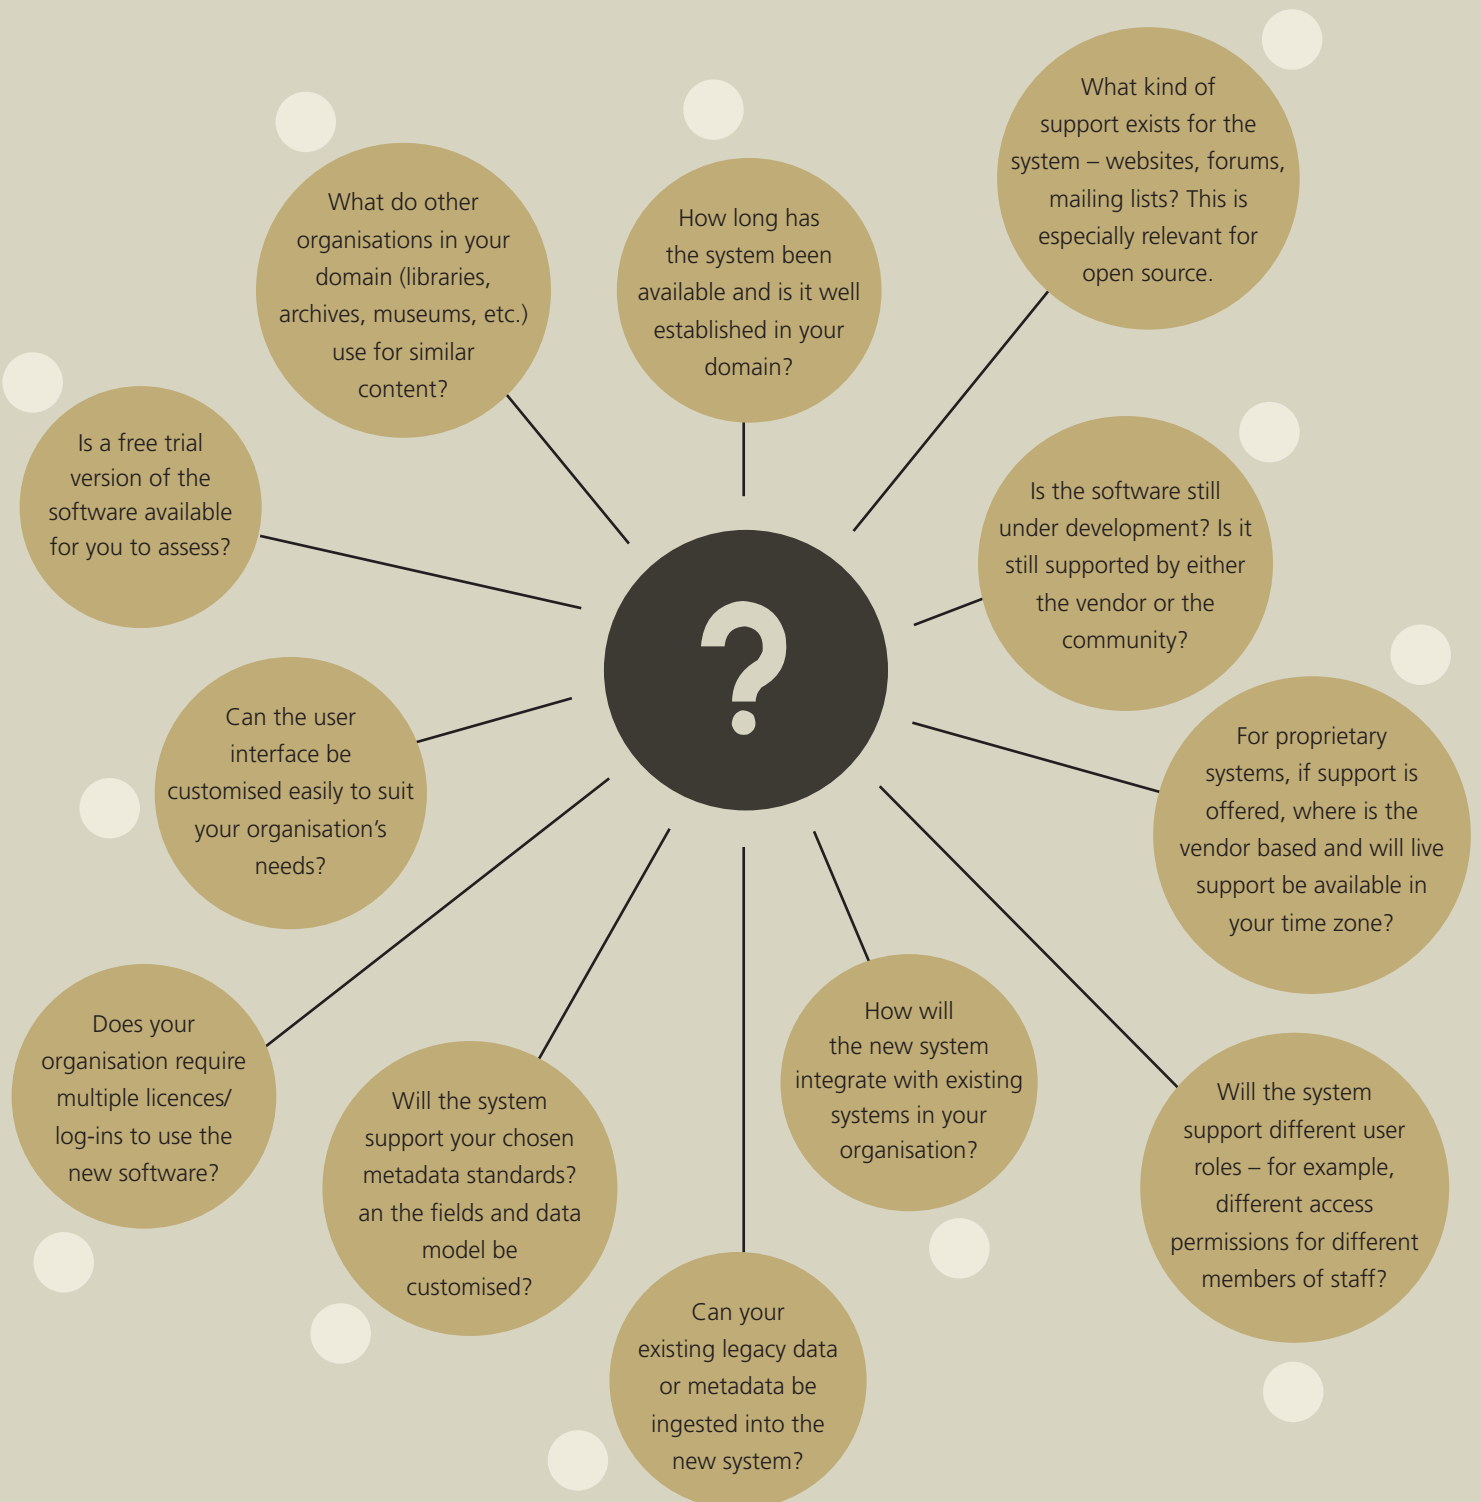 What kind of
support exists for the
system – websites, forums,
mailing lists? This is
especially relevant for
open source.
What do other
organisations in your
domain (libraries,
archives, museums, etc.)
use for similar
content?
How long has
the system been
available and is it well
established in your
domain?
Is a free trial
version of the
software available
for you to assess?
Is the software still
under development? Is it
still supported by either
the vendor or the
community?
?
Can the user
interface be
customised easily to suit
your organisation’s
needs?
For proprietary
systems, if support is
offered, where is the
vendor based and will live
support be available in
your time zone?
Does your
organisation require
multiple licences/
log-ins to use the
new software?
Will the system
support your chosen
metadata standards?
an the fields and data
model be
customised?
How will
the new system
integrate with existing
systems in your
organisation?
Will the system
support different user
roles – for example,
different access
permissions for different
members of staff?
Can your
existing legacy data
or metadata be
ingested into the
new system?